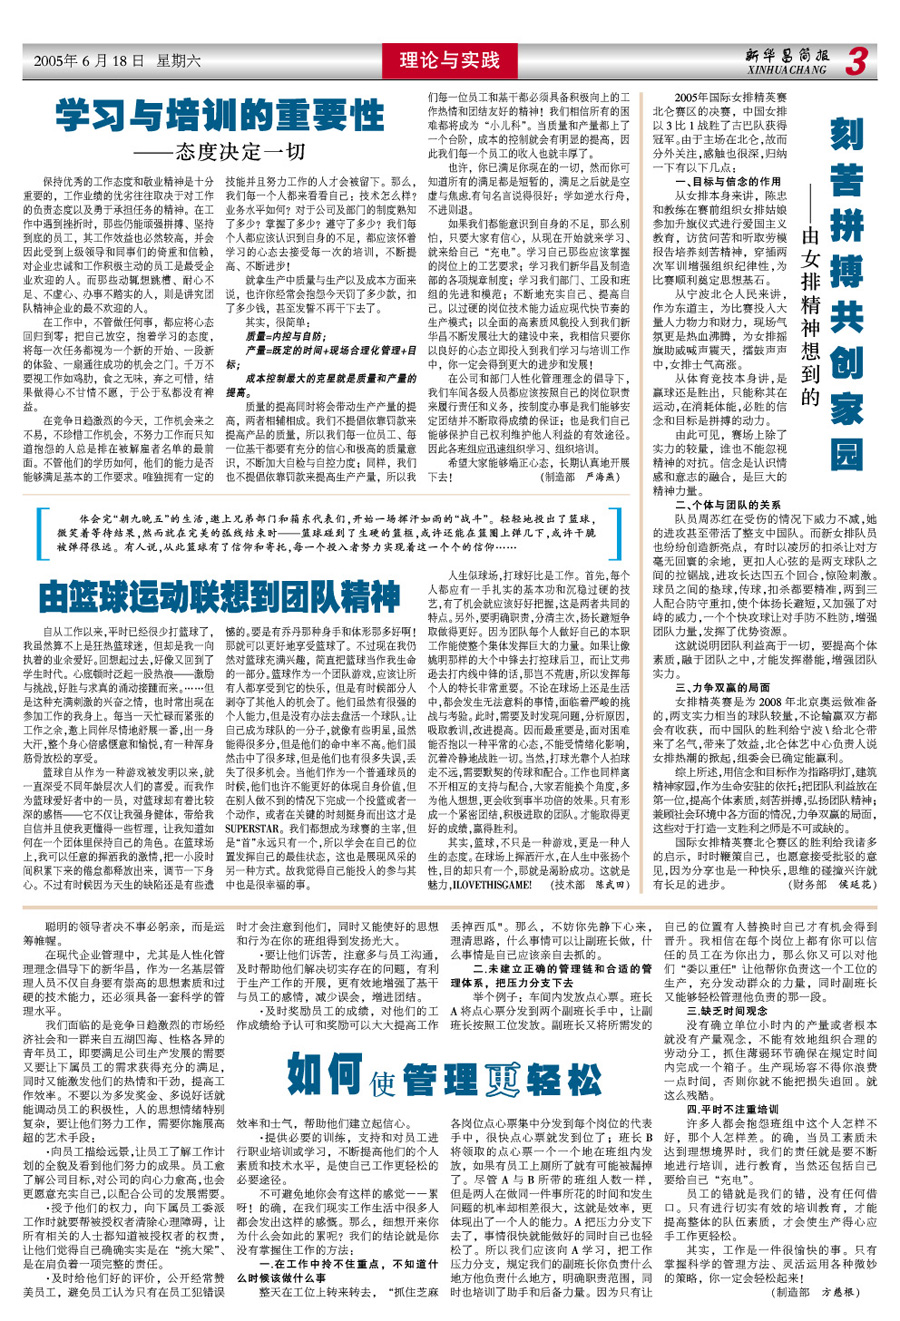 2005年 6 月 18 日 星期六
理论与实践
新华昌简报
XINHUACHANG
3
学习与培训的重要性
——态度决定一切
保持优秀的工作态度和敬业精神是十分
重要的，工作业绩的优劣往往取决于对工作
的负责态度以及勇于承担任务的精神。在工
作中遇到挫折时，那些仍能顽强拼搏、坚持
到底的员工，其工作效益也必然较高，并会
因此受到上级领导和同事们的倚重和信赖，
对企业忠诚和工作积极主动的员工是最受企
业欢迎的人。而那些动辄想跳槽、耐心不
足、不虚心、办事不踏实的人，则是讲究团
队精神企业的最不欢迎的人。
在工作中，不管做任何事，都应将心态
回归到零；把自己放空，抱着学习的态度，
将每一次任务都视为一个新的开始、一段新
的体验、一扇通往成功的机会之门。千万不
要视工作如鸡肋，食之无味，弃之可惜，结
果做得心不甘情不愿，于公于私都没有裨
益。
在竞争日趋激烈的今天，工作机会来之
不易，不珍惜工作机会，不努力工作而只知
道抱怨的人总是排在被解雇者名单的最前
面。不管他们的学历如何，他们的能力是否
能够满足基本的工作要求。唯独拥有一定的
技能并且努力工作的人才会被留下。那么，
我们每一个人都来看看自己；技术怎么样？
业务水平如何？对于公司及部门的制度熟知
了多少？掌握了多少？遵守了多少？我们每
个人都应该认识到自身的不足，都应该怀着
学习的心态去接受每一次的培训，不断提
高、不断进步！
就拿生产中质量与生产以及成本方面来
说，也许你经常会抱怨今天罚了多少款，扣
了多少钱，甚至发誓不再干下去了。
其实，很简单：
质量=内控与自防；
产量=既定的时间+现场合理化管理+目
标；
成本控制最大的克星就是质量和产量的
提高。
质量的提高同时将会带动生产产量的提
高，两者相辅相成。我们不提倡依靠罚款来
提高产品的质量，所以我们每一位员工、每
一位基干都要有充分的信心和极高的质量意
识，不断加大自检与自控力度；同样，我们
也不提倡依靠罚款来提高生产产量，所以我
们每一位员工和基干都必须具备积极向上的工
作热情和团结友好的精神！我们相信所有的困
难都将成为“小儿科”。当质量和产量都上了
一个台阶，成本的控制就会有明显的提高，因
此我们每一个员工的收入也就丰厚了。
也许，你已满足你现在的一切，然而你可
知道所有的满足都是短暂的，满足之后就是空
虚与焦虑.有句名言说得很好；学如逆水行舟，
不进则退。
如果我们都能意识到自身的不足，那么别
怕，只要大家有信心，从现在开始就来学习、
就来给自己“充电”。学习自己那些应该掌握
的岗位上的工艺要求；学习我们新华昌及制造
部的各项规章制度；学习我们部门、工段和班
组的先进和模范；不断地充实自己、提高自
己。以过硬的岗位技术能力适应现代快节奏的
生产模式；以全面的高素质风貌投入到我们新
华昌不断发展壮大的建设中来，我相信只要你
以良好的心态立即投入到我们学习与培训工作
中，你一定会得到更大的进步和发展！
在公司和部门人性化管理理念的倡导下，
我们车间各级人员都应该按照自己的岗位职责
来履行责任和义务，按制度办事是我们能够安
定团结并不断取得成绩的保证；也是我们自己
能够保护自己权利维护他人利益的有效途径。
因此各班组应迅速组织学习、组织培训。
希望大家能够端正心态，长期认真地开展
下去！ （制造部 严海燕）
刻苦拼搏共创家园
——由女排精神想到的
2005年国际女排精英赛
北仑赛区的决赛，中国女排
以 3 比 1 战胜了古巴队获得
冠军。由于主场在北仑，故而
分外关注，感触也很深，归纳
一下有以下几点；
一、目标与信念的作用
从女排本身来讲，陈忠
和教练在赛前组织女排姑娘
参加升旗仪式进行爱国主义
教育，访贫问苦和听取劳模
报告培养刻苦精神，穿插两
次军训增强组织纪律性，为
比赛顺利奠定思想基石。
从宁波北仑人民来讲，
作为东道主，为比赛投入大
量人力物力和财力，现场气
氛更是热血沸腾，为女排摇
旗助威喊声震天，擂鼓声声
中，女排士气高涨。
从体育竞技本身讲，是
赢球还是胜出，只能称其在
运动，在消耗体能，必胜的信
念和目标是拼搏的动力。
由此可见，赛场上除了
实力的较量，谁也不能忽视
精神的对抗。信念是认识情
感和意志的融合，是巨大的
精神力量。
二、个体与团队的关系
队员周苏红在受伤的情况下威力不减，她
的进攻甚至带活了整支中国队。而新女排队员
也纷纷创造新亮点，有时以凌厉的扣杀让对方
毫无回寰的余地，更扣人心弦的是两支球队之
间的拉锯战，进攻长达四五个回合，惊险刺激。
球员之间的垫球，传球，扣杀都要精准，两到三
人配合防守重扣，使个体扬长避短，又加强了对
峙的威力，一个个快攻球让对手防不胜防，增强
团队力量，发挥了优势资源。
这就说明团队利益高于一切，要提高个体
素质，融于团队之中，才能发挥潜能，增强团队
实力。
三、力争双赢的局面
女排精英赛是为 2008 年北京奥运做准备
的，两支实力相当的球队较量，不论输赢双方都
会有收获，而中国队的胜利给宁波\给北仑带
来了名气，带来了效益，北仑体艺中心负责人说
女排热潮的掀起，组委会已确定能赢利。
综上所述，用信念和目标作为指路明灯，建筑
精神家园，作为生命安驻的依托；把团队利益放在
第一位，提高个体素质，刻苦拼搏，弘扬团队精神；
兼顾社会环境中各方面的情况，力争双赢的局面，
这些对于打造一支胜利之师是不可或缺的。
国际女排精英赛北仑赛区的胜利给我诸多
的启示，时时鞭策自己，也愿意接受批驳的意
见，因为分享也是一种快乐，思维的碰撞兴许就
有长足的进步。 （财务部 侯延花）
体会完“朝九晚五”的生活，邀上兄弟部门和箱东代表们，开始一场挥汗如雨的“战斗”。轻轻地投出了篮球，
微笑着等待结果，然而就在完美的弧线结束时——篮球碰到了生硬的篮框，或许还能在篮圈上弹几下，或许干脆
被弹得很远。有人说，从此篮球有了信仰和寄托，每一个投入者努力实现着这一个个的信仰……
由篮球运动联想到团队精神
自从工作以来，平时已经很少打篮球了，
我虽然算不上是狂热篮球迷，但却是我一向
执着的业余爱好。回想起过去，好像又回到了
学生时代。心底顿时泛起一股热浪——激励
与挑战，好胜与求真的涌动接踵而来。……但
是这种充满刺激的兴奋之情，也时常出现在
参加工作的我身上。每当一天忙碌而紧张的
工作之余，邀上同伴尽情地舒展一番，出一身
大汗，整个身心倍感惬意和愉悦，有一种浑身
筋骨放松的享受。
篮球自从作为一种游戏被发明以来，就
一直深受不同年龄层次人们的喜爱。而我作
为篮球爱好者中的一员，对篮球却有着比较
深的感悟——它不仅让我强身健体，带给我
自信并且使我更懂得一些哲理，让我知道如
何在一个团体里保持自己的角色。在篮球场
上，我可以任意的挥洒我的激情，把一小段时
间积累下来的倦怠都释放出来，调节一下身
心。不过有时候因为天生的缺陷还是有些遗
憾的。要是有乔丹那种身手和体形那多好啊！
那就可以更好地享受篮球了。不过现在我仍
然对篮球充满兴趣，简直把篮球当作我生命
的一部分。篮球作为一个团队游戏，应该让所
有人都享受到它的快乐，但是有时候部分人
剥夺了其他人的机会了。他们虽然有很强的
个人能力，但是没有办法去盘活一个球队。让
自己成为球队的一分子，就像有些明星，虽然
能得很多分，但是他们的命中率不高。他们虽
然击中了很多球，但是他们也有很多失误，丢
失了很多机会。当他们作为一个普通球员的
时候，他们也许不能更好的体现自身价值，但
在别人做不到的情况下完成一个投篮或者一
个动作，或者在关键的时刻挺身而出这才是
SUPERSTAR。我们都想成为球赛的主宰，但
是“首”永远只有一个，所以学会在自己的位
置发挥自己的最佳状态，这也是展现风采的
另一种方式。故我觉得自己能投入的参与其
中也是很幸福的事。
人生似球场，打球好比是工作。首先，每个
人都应有一手扎实的基本功和沉稳过硬的技
艺，有了机会就应该好好把握，这是两者共同的
特点。另外，要明确职责，分清主次，扬长避短争
取做得更好。因为团队每个人做好自己的本职
工作能使整个集体发挥巨大的力量。如果让像
姚明那样的大个中锋去打控球后卫，而让艾弗
逊去打内线中锋的话，那岂不荒唐，所以发挥每
个人的特长非常重要。不论在球场上还是生活
中，都会发生无法意料的事情，面临着严峻的挑
战与考验。此时，需要及时发现问题，分析原因，
吸取教训，改进提高。因而最重要是，面对困难
能否抱以一种平常的心态，不能受情绪化影响，
沉着冷静地战胜一切。当然，打球光靠个人拍球
走不远，需要默契的传球和配合。工作也同样离
不开相互的支持与配合，大家若能换个角度，多
为他人想想，更会收到事半功倍的效果。只有形
成一个紧密团结，积极进取的团队。才能取得更
好的成绩，赢得胜利。
其实，篮球，不只是一种游戏，更是一种人
生的态度。在球场上挥洒汗水，在人生中张扬个
性，目的却只有一个，那就是渴盼成功。这就是
魅力，ILOVETHISGAME! （技术部 陈武田）
聪明的领导者决不事必躬亲，而是运
筹帷幄。
在现代企业管理中，尤其是人性化管
理理念倡导下的新华昌，作为一名基层管
理人员不仅自身要有崇高的思想素质和过
硬的技术能力，还必须具备一套科学的管
理水平。
我们面临的是竞争日趋激烈的市场经
济社会和一群来自五湖四海、性格各异的
青年员工，即要满足公司生产发展的需要
又要让下属员工的需求获得充分的满足，
同时又能激发他们的热情和干劲，提高工
作效率。不要以为多发奖金、多说好话就
能调动员工的积极性，人的思想情绪特别
复杂，要让他们努力工作，需要你施展高
超的艺术手段：
·向员工描绘远景，让员工了解工作计
划的全貌及看到他们努力的成果。员工愈
了解公司目标，对公司的向心力愈高，也会
更愿意充实自己，以配合公司的发展需要。
·授予他们的权力，向下属员工委派
工作时就要帮被授权者清除心理障碍，让
所有相关的人士都知道被授权者的权责，
让他们觉得自己确确实实是在“挑大梁”、
是在肩负着一项完整的责任。
·及时给他们好的评价，公开经常赞
美员工，避免员工认为只有在员工犯错误
时才会注意到他们，同时又能使好的思想
和行为在你的班组得到发扬光大。
·要让他们诉苦，注意多与员工沟通，
及时帮助他们解决切实存在的问题，有利
于生产工作的开展，更有效地增强了基干
与员工的感情，减少误会，增进团结。
·及时奖励员工的成绩，对他们的工
作成绩给予认可和奖励可以大大提高工作
如何使管理更轻松
效率和士气，帮助他们建立起信心。
·提供必要的训练，支持和对员工进
行职业培训或学习，不断提高他们的个人
素质和技术水平，是使自己工作更轻松的
必要途径。
不可避免地你会有这样的感觉－－累
呀！的确，在我们现实工作生活中很多人
都会发出这样的感慨。那么，细想开来你
为什么会如此的累呢？我们的结论就是你
没有掌握住工作的方法；
一.在工作中拎不住重点，不知道什
么时候该做什么事
整天在工位上转来转去，“抓住芝麻
丢掉西瓜"。那么，不妨你先静下心来，
理清思路，什么事情可以让副班长做，什
么事情是自己应该亲自去抓的。
二.未建立正确的管理链和合适的管
理体系，把压力分支下去
举个例子：车间内发放点心票。班长
A 将点心票分发到两个副班长手中，让副
班长按照工位发放。副班长又将所需发的
各岗位点心票集中分发到每个岗位的代表
手中，很快点心票就发到位了；班长 B
将领取的点心票一个一个地在班组内发
放，如果有员工上厕所了就有可能被漏掉
了。尽管 A 与 B 所带的班组人数一样，
但是两人在做同一件事所花的时间和发生
问题的机率却相差很大，这就是效率，更
体现出了一个人的能力。A 把压力分支下
去了，事情很快就能做好的同时自己也轻
松了。所以我们应该向 A 学习，把工作
压力分支，规定我们的副班长你负责什么
地方他负责什么地方，明确职责范围，同
时也培训了助手和后备力量。因为只有让
自己的位置有人替换时自己才有机会得到
晋升。我相信在每个岗位上都有你可以信
任的员工在为你出力，那么你又可以对他
们“委以重任" 让他帮你负责这一个工位的
生产，充分发动群众的力量，同时副班长
又能够轻松管理他负责的那一段。
三.缺乏时间观念
没有确立单位小时内的产量或者根本
就没有产量观念，不能有效地组织合理的
劳动分工，抓住薄弱环节确保在规定时间
内完成一个箱子。生产现场容不得你浪费
一点时间，否则你就不能把损失追回。就
这么残酷。
四.平时不注重培训
许多人都会抱怨班组中这个人怎样不
好，那个人怎样差。的确，当员工素质未
达到理想境界时，我们的责任就是要不断
地进行培训，进行教育，当然还包括自己
要给自己“充电”。
员工的错就是我们的错，没有任何借
口。只有进行切实有效的培训教育，才能
提高整体的队伍素质，才会使生产得心应
手工作更轻松。
其实，工作是一件很愉快的事。只有
掌握科学的管理方法、灵活运用各种微妙
的策略，你一定会轻松起来！
（制造部 方慈根）